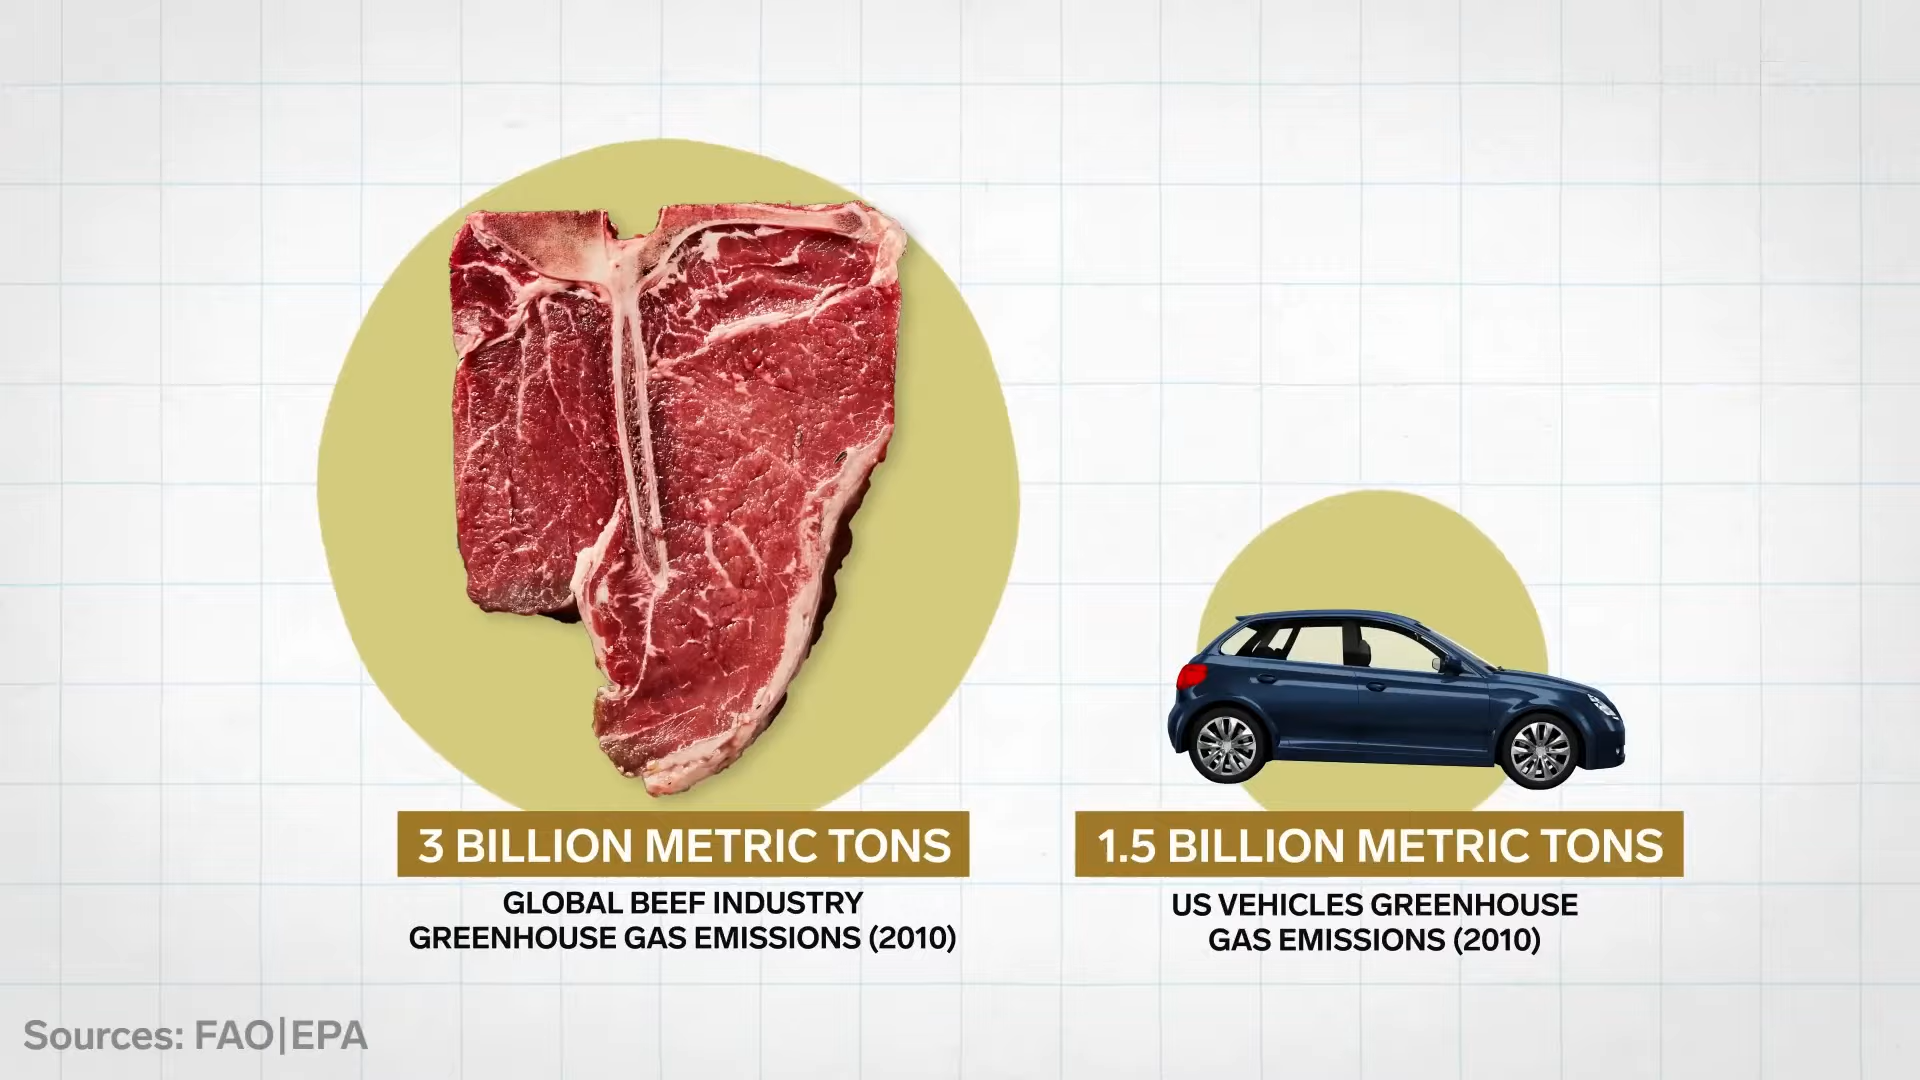 3 BILLION METRIC TONS
GLOBAL BEEF INDUSTRY
GREENHOUSE GAS EMISSIONS (2010)
1.5 BILLION METRIC TONS
US VEHICLES GREENHOUSE
GAS EMISSIONS (2010)
Sources: FAO|EPA